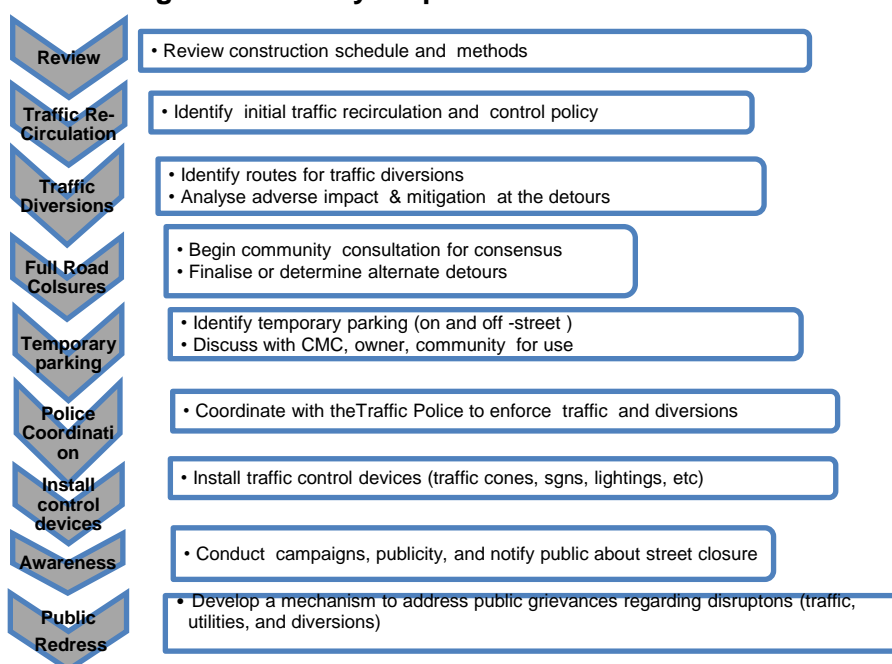 Review
• Review construction schedule and methods
Traffic Re-
Circulation
• Identify initial traffic recirculation and control policy
Traffic
Diversions
• Identify routes for traffic diversions
• Analyse adverse impact & mitigation at the detours
Full Road
Colsures
• Begin community consultation for consensus
• Finalise or determine alternate detours
Temporary
parking
• Identify temporary parking (on and off -street )
• Discuss with CMC, owner, community for use
Police
Coordinati
on
• Coordinate with theTraffic Police to enforce traffic and diversions
Install
control
devices
• Install traffic control devices (traffic cones, sgns, lightings, etc)
Awareness
• Conduct campaigns, publicity, and notify public about street closure
Public
Redress
• Develop a mechanism to address public grievances regarding disruptons (traffic,
utilities, and diversions)